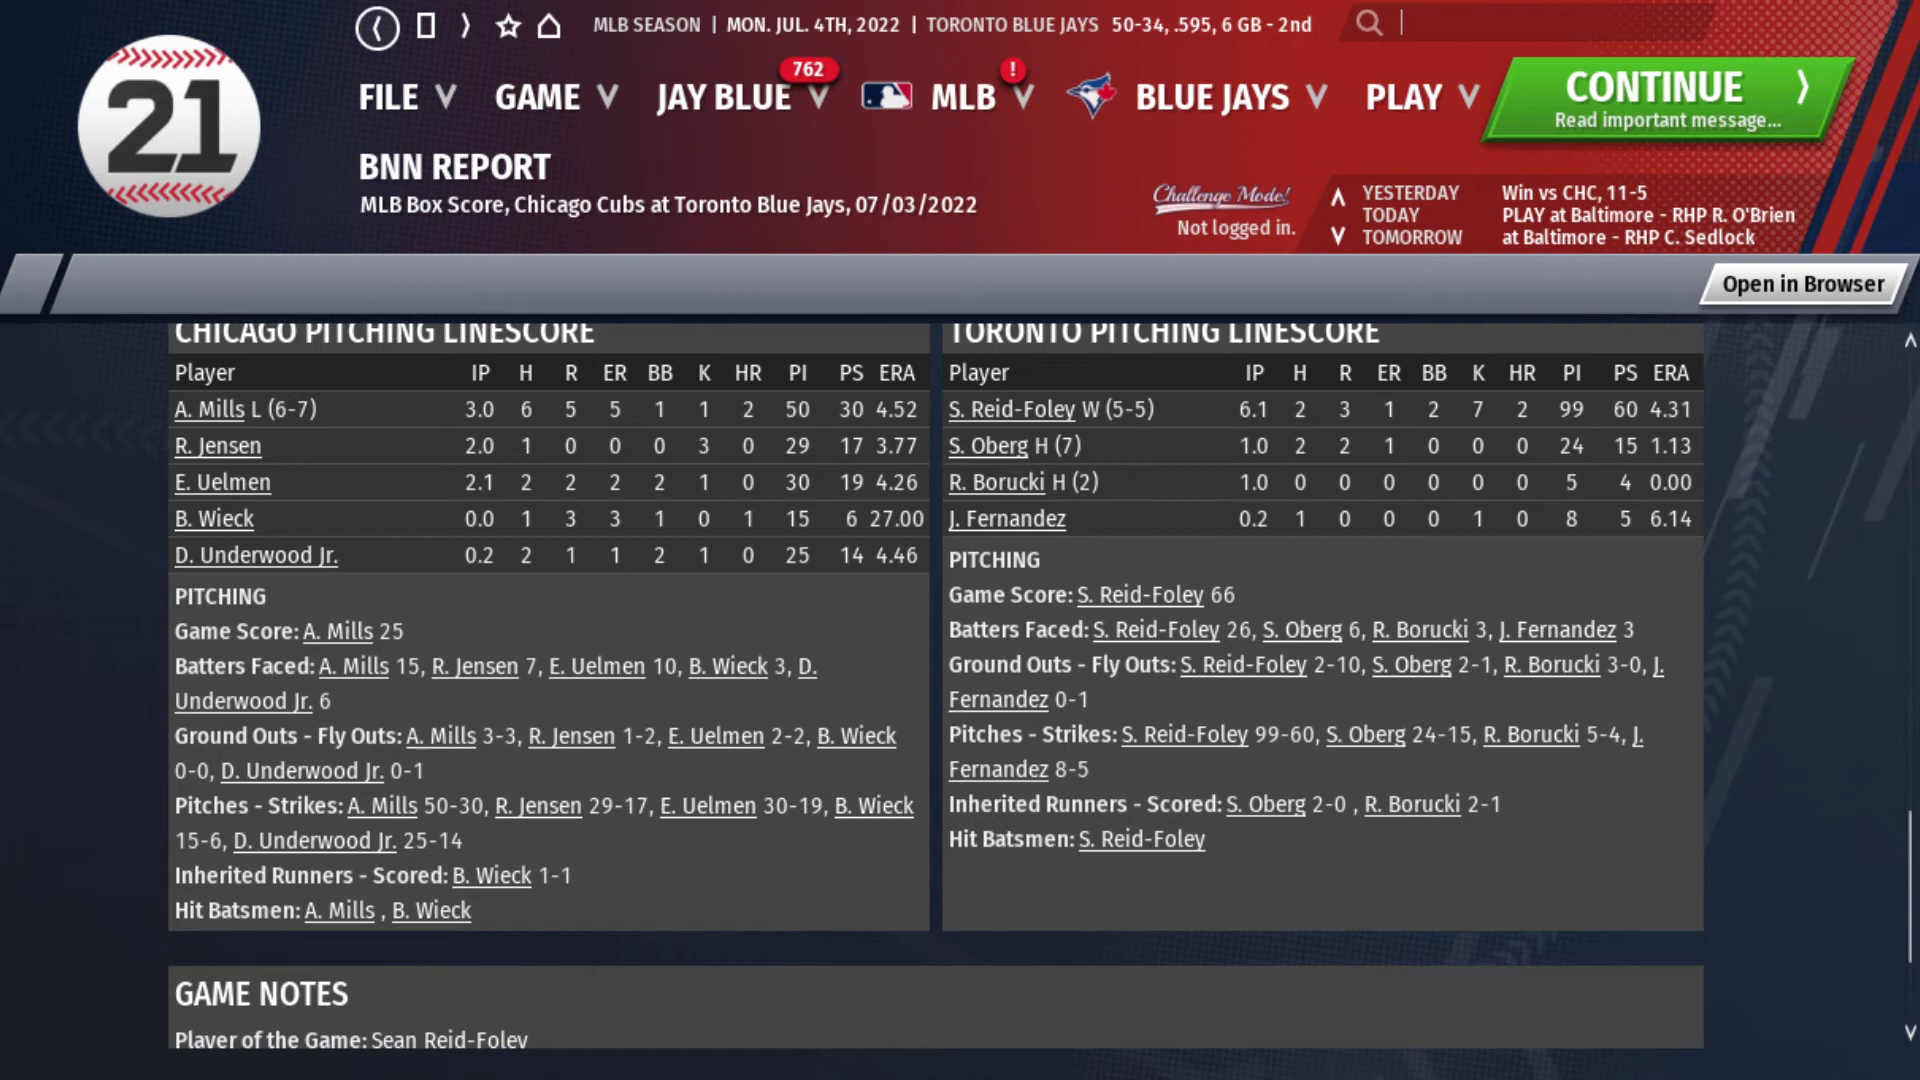 MLB SEASON | MON. JUL. 4TH, 2022 | TORONTO BLUE JAYS 50-34, .595, 6 GB - 2nd
21
FILE GAME JAY BLUE 762 MLB ! BLUE JAYS PLAY
CONTINUE
Read important message...
BNN REPORT
MLB Box Score, Chicago Cubs at Toronto Blue Jays, 07/03/2022
Challenge Mode!
Not logged in.
YESTERDAY Win vs CHC, 11-5
TODAY PLAY at Baltimore - RHP R. O'Brien
TOMORROW at Baltimore - RHP C. Sedlock
Open in Browser
CHICAGO PITCHING LINESCORE
Player IP H R ER BB K HR PI PS ERA
A. Mills L (6-7) 3.0 6 5 5 1 1 2 50 30 4.52
R. Jensen 2.0 1 0 0 0 3 0 29 17 3.77
E. Uelmen 2.1 2 2 2 2 1 0 30 19 4.26
B. Wieck 0.0 1 3 3 1 0 1 15 6 27.00
D. Underwood Jr. 0.2 2 1 1 2 1 0 25 14 4.46
PITCHING
Game Score: A. Mills 25
Batters Faced: A. Mills 15, R. Jensen 7, E. Uelmen 10, B. Wieck 3, D.
Underwood Jr. 6
Ground Outs - Fly Outs: A. Mills 3-3, R. Jensen 1-2, E. Uelmen 2-2, B. Wieck
0-0, D. Underwood Jr. 0-1
Pitches - Strikes: A. Mills 50-30, R. Jensen 29-17, E. Uelmen 30-19, B. Wieck
15-6, D. Underwood Jr. 25-14
Inherited Runners - Scored: B. Wieck 1-1
Hit Batsmen: A. Mills , B. Wieck
TORONTO PITCHING LINESCORE
Player IP H R ER BB K HR PI PS ERA
S. Reid-Foley W (5-5) 6.1 2 3 1 2 7 2 99 60 4.31
S. Oberg H (7) 1.0 2 2 1 0 0 0 24 15 1.13
R. Borucki H (2) 1.0 0 0 0 0 0 0 5 4 0.00
J. Fernandez 0.2 1 0 0 0 1 0 8 5 6.14
PITCHING
Game Score: S. Reid-Foley 66
Batters Faced: S. Reid-Foley 26, S. Oberg 6, R. Borucki 3, J. Fernandez 3
Ground Outs - Fly Outs: S. Reid-Foley 2-10, S. Oberg 2-1, R. Borucki 3-0, J.
Fernandez 0-1
Pitches - Strikes: S. Reid-Foley 99-60, S. Oberg 24-15, R. Borucki 5-4, J.
Fernandez 8-5
Inherited Runners - Scored: S. Oberg 2-0 , R. Borucki 2-1
Hit Batsmen: S. Reid-Foley
GAME NOTES
Player of the Game: Sean Reid-Foley